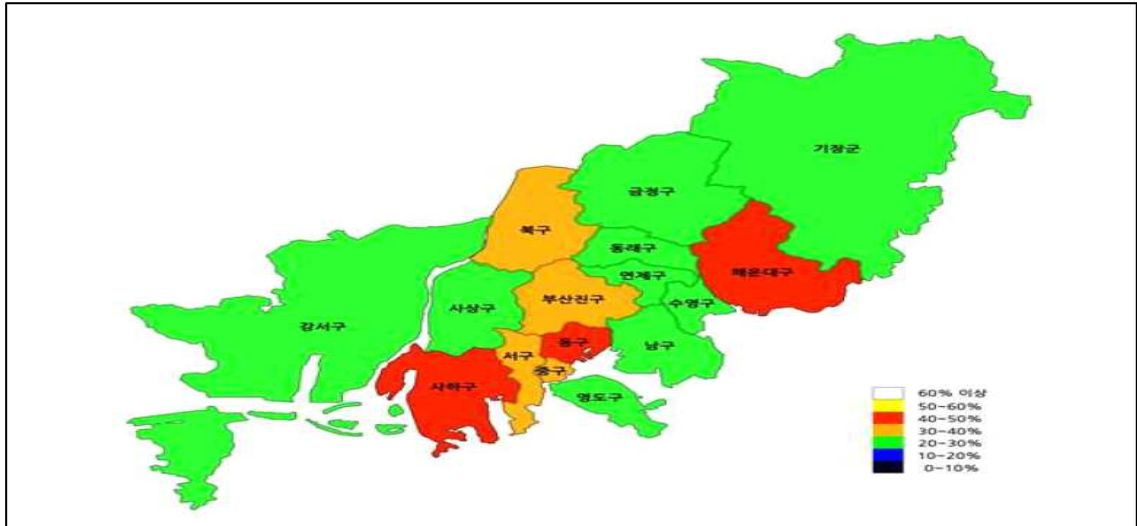 기장군
금정구
북구
동래구
해운대구
연제구
부산진구
수영구
사상구
강서구
동구
남구
서구
중구
사하구
영도구
60% 이상
50~60%
40~50%
30~40%
20~30%
10~20%
0~10%